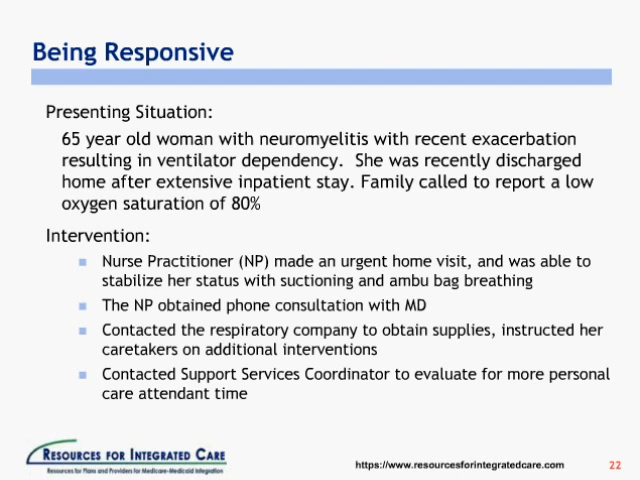 Being Responsive
Presenting Situation:
65 year old woman with neuromyelitis with recent exacerbation
resulting in ventilator dependency. She was recently discharged
home after extensive inpatient stay. Family called to report a low
oxygen saturation of 80%
Intervention:
Nurse Practitioner (NP) made an urgent home visit, and was able to
stabilize her status with suctioning and ambu bag breathing
The NP obtained phone consultation with MD
Contacted the respiratory company to obtain supplies, instructed her
caretakers on additional interventions
Contacted Support Services Coordinator to evaluate for more personal
care attendant time
RESOURCES FOR INTEGRATED CARE
Resources for Plans and Providers for Medicare-Medicaid Integration
https://www.resourcesforintegratedcare.com
22